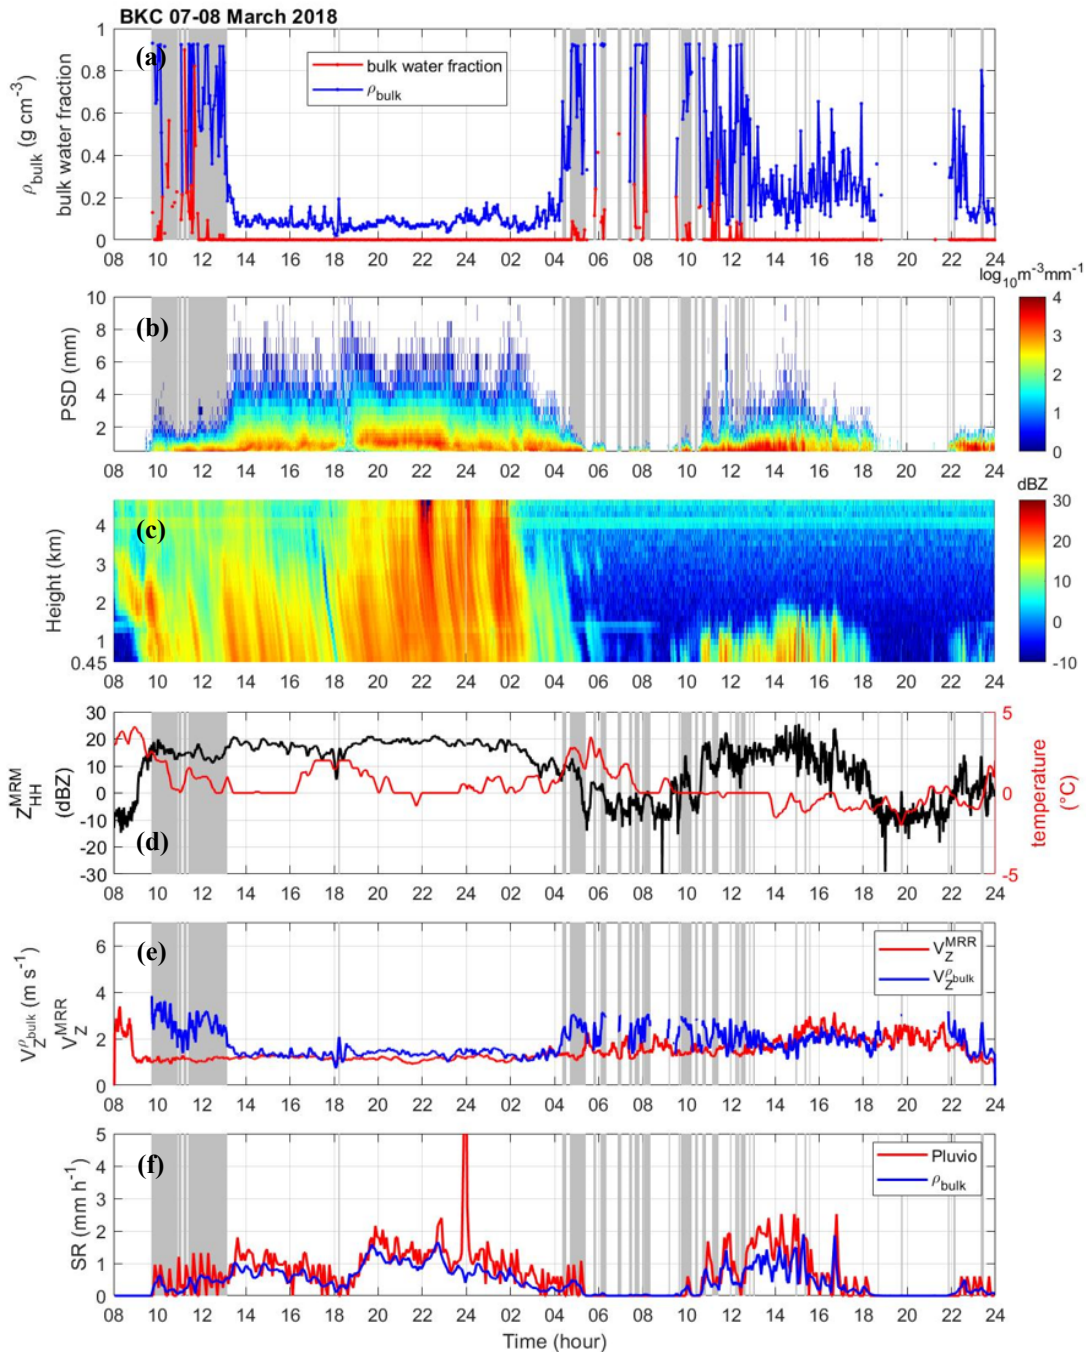 BKC 07-08 March 2018
(a)
bulk water fraction
ρbulk
ρbulk (g cm-3)
bulk water fraction
1
0.8
0.6
0.4
0.2
0
08 10 12 14 16 18 20 22 24 02 04 06 08 10 12 14 16 18 20 22 24
log10m-3mm-1
(b)
PSD (mm)
10
8
6
4
2
4
3
2
1
0
08 10 12 14 16 18 20 22 24 02 04 06 08 10 12 14 16 18 20 22 24
dBZ
(c)
Height (km)
4
3
2
1
0.45
30
20
10
0
-10
08 10 12 14 16 18 20 22 24 02 04 06 08 10 12 14 16 18 20 22 24
(d)
ZHH MRM
(dBZ)
30
20
10
0
-10
-20
-30
5
0
-5
temperature
(°C)
08 10 12 14 16 18 20 22 24 02 04 06 08 10 12 14 16 18 20 22 24
(e)
VZ MRR
VZ ρbulk
VZ ρbulk (m s-1)
VZ MRR
6
4
2
0
08 10 12 14 16 18 20 22 24 02 04 06 08 10 12 14 16 18 20 22 24
(f)
Pluvio
ρbulk
SR (mm h-1)
5
4
3
2
1
0
08 10 12 14 16 18 20 22 24 02 04 06 08 10 12 14 16 18 20 22 24
Time (hour)